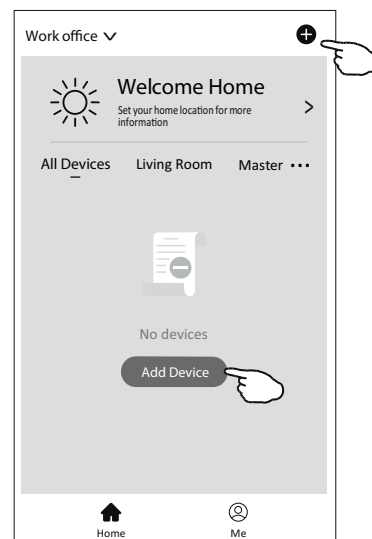 Work office
Welcome Home
Set your home location for more
information
All Devices Living Room Master
No devices
Add Device
Home Me